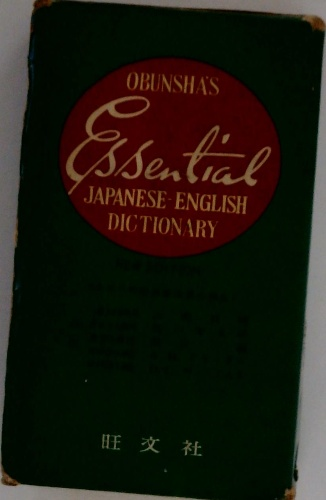 OBUNSHA'S
Essential
JAPANESE-ENGLISH
DICTIONARY
旺文社